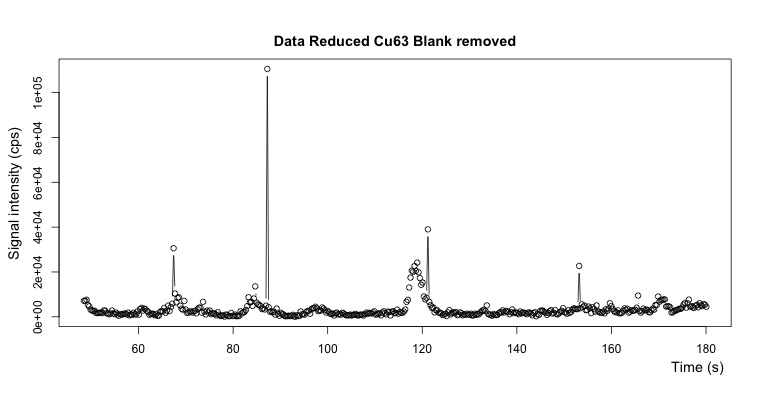 Data Reduced Cu63 Blank removed
Signal intensity (cps)
1e+05
8e+04
6e+04
4e+04
2e+04
0e+00
60 80 100 120 140 160 180
Time (s)